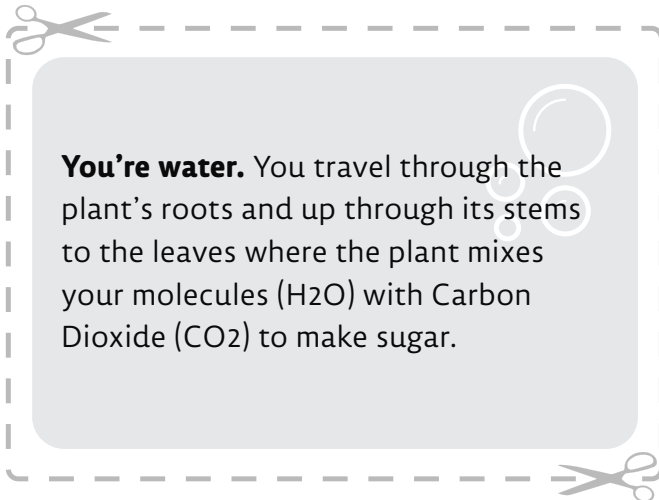 You’re water. You travel through the
plant’s roots and up through its stems
to the leaves where the plant mixes
your molecules (H2O) with Carbon
Dioxide (CO2) to make sugar.